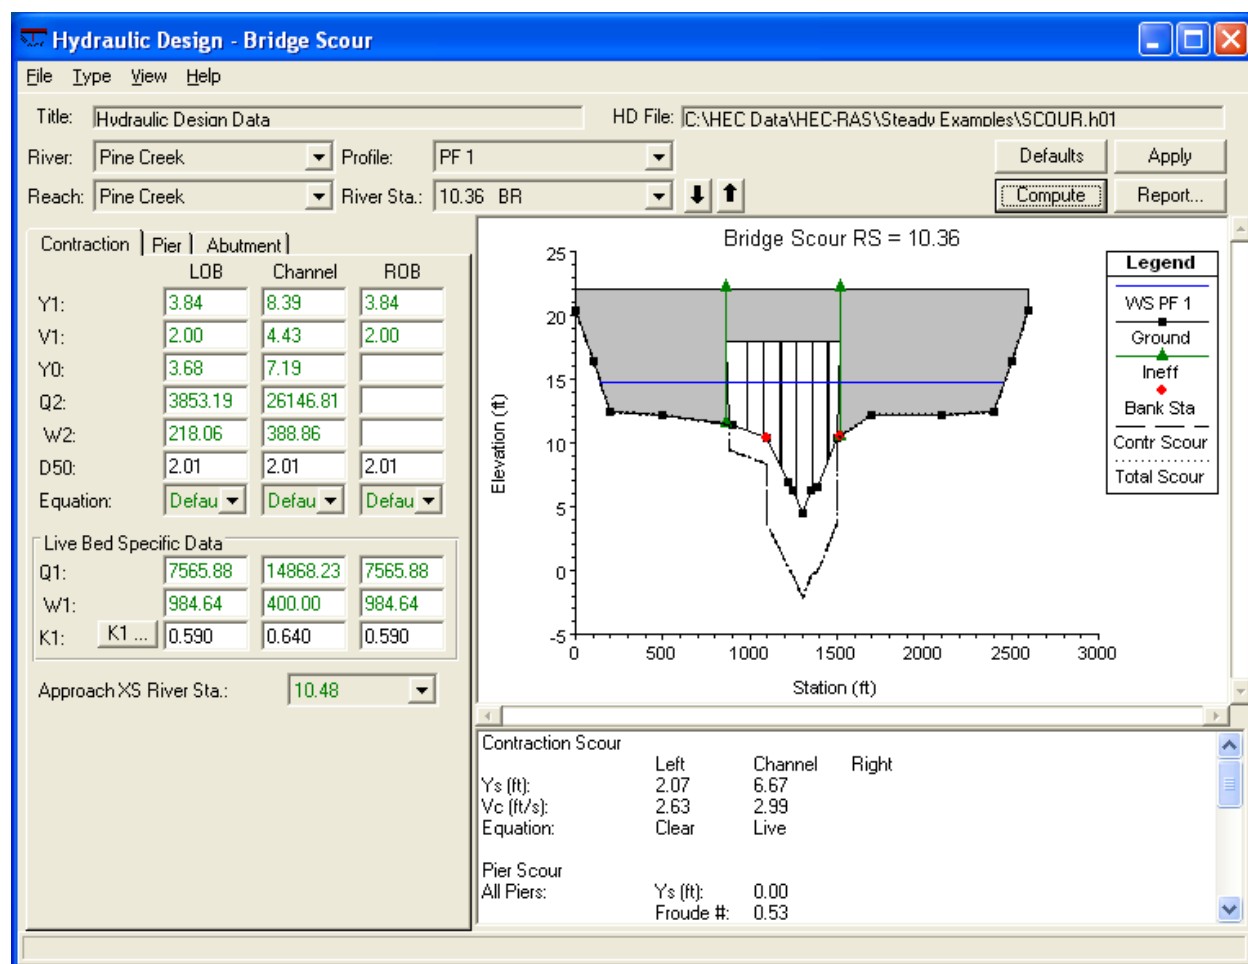 Hydraulic Design - Bridge Scour
File Type View Help
Title: Hydraulic Design Data HD File: C:\HEC Data\HEC-RAS\Steady Examples\SCOUR.h01
River: Pine Creek Profile: PF 1 Defaults Apply
Reach: Pine Creek River Sta.: 10.36 BR Compute Report...
Contraction Pier Abutment
LOB Channel ROB
Y1: 3.84 8.39 3.84
V1: 2.00 4.43 2.00
Y0: 3.68 7.19
Q2: 3853.19 26146.81
W2: 218.06 388.86
D50: 2.01 2.01 2.01
Equation: Defau Defau Defau
Live Bed Specific Data
Q1: 7565.88 14868.23 7565.88
W1: 984.64 400.00 984.64
K1: K1 ... 0.590 0.640 0.590
Approach XS River Sta.: 10.48
Bridge Scour RS = 10.36
25
20
15
10
5
0
-5
Elevation (ft)
0 500 1000 1500 2000 2500 3000
Station (ft)
Legend
WS PF 1
Ground
Ineff
Bank Sta
Contr Scour
Total Scour
Contraction Scour
Left Channel Right
Ys (ft): 2.07 6.67
Vc (ft/s): 2.63 2.99
Equation: Clear Live
Pier Scour
All Piers: Ys (ft): 0.00
Froude #: 0.53